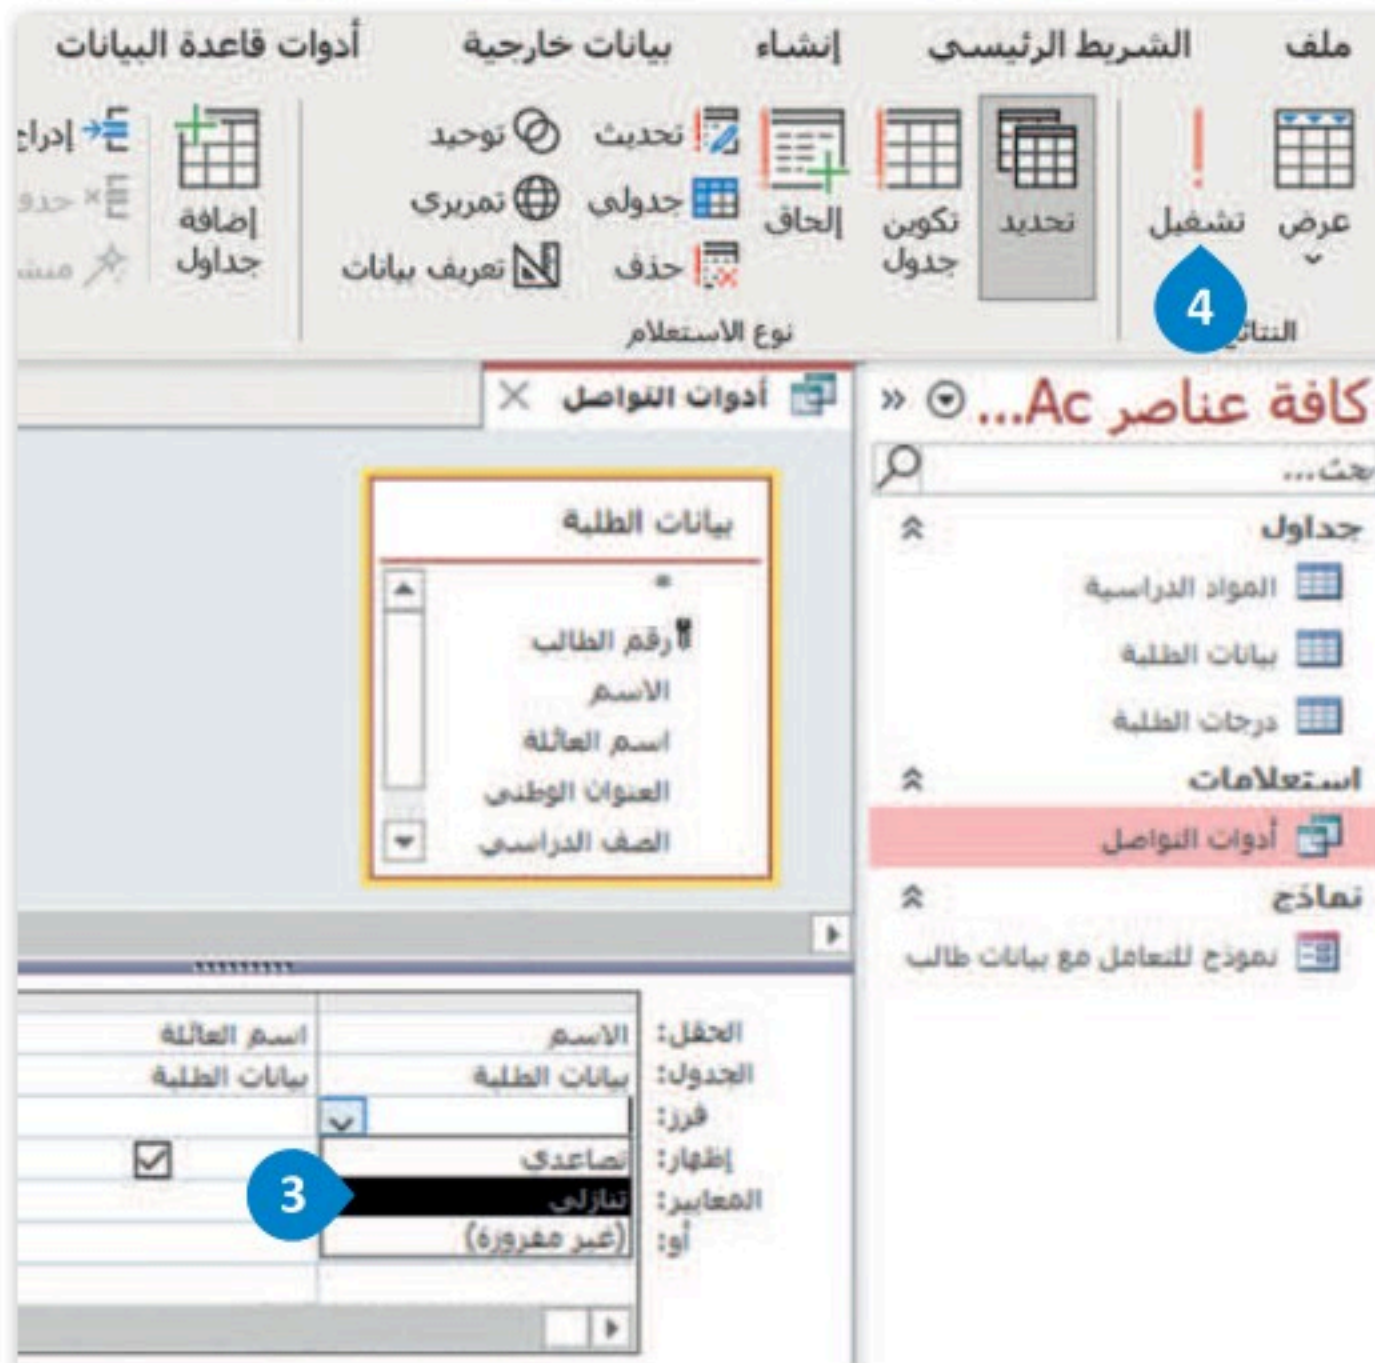 ملف الشريط الرئيسي إنشاء بيانات خارجية أدوات قاعدة البيانات
عرض
تشغيل
4
النتائج
تحديد
تكوين جدول
إلحاق
تحديث
جدولي
حذف
توحيد
تمريري
تعريف بيانات
نوع الاستعلام
إضافة جداول
إدراج
كافة عناصر Ac...
بحث...
جداول
المواد الدراسية
بيانات الطلبة
درجات الطلبة
استعلامات
أدوات التواصل
نماذج
نموذج للتعامل مع بيانات طالب
أدوات التواصل
بيانات الطلبة
*
رقم الطالب
الاسم
اسم العائلة
العنوان الوطني
الصف الدراسي
الحقل: الاسم اسم العائلة
الجدول: بيانات الطلبة بيانات الطلبة
فرز:
إظهار: تصاعدي
المعايير: تنازلي 3
أو: (غير مفروزة)